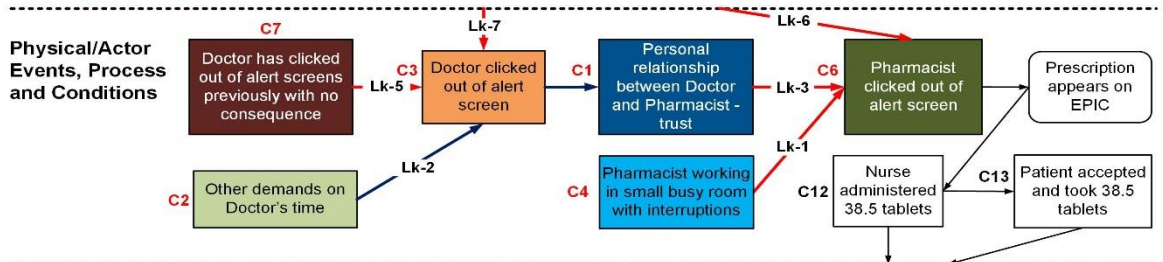 Lk-7
Lk-6
Physical/Actor
Events, Process
and Conditions
C7
Doctor has clicked
out of alert screens
previously with no
consequence
Lk-5
C3
Doctor clicked
out of alert
screen
C1
Personal
relationship
between Doctor
and Pharmacist -
trust
Lk-3
C6
Pharmacist
clicked out of
alert screen
Prescription
appears on
EPIC
Lk-2
Lk-1
C2
Other demands on
Doctor's time
C4
Pharmacist working
in small busy room
with interruptions
C12
Nurse
administered
38.5 tablets
C13
Patient accepted
and took 38.5
tablets